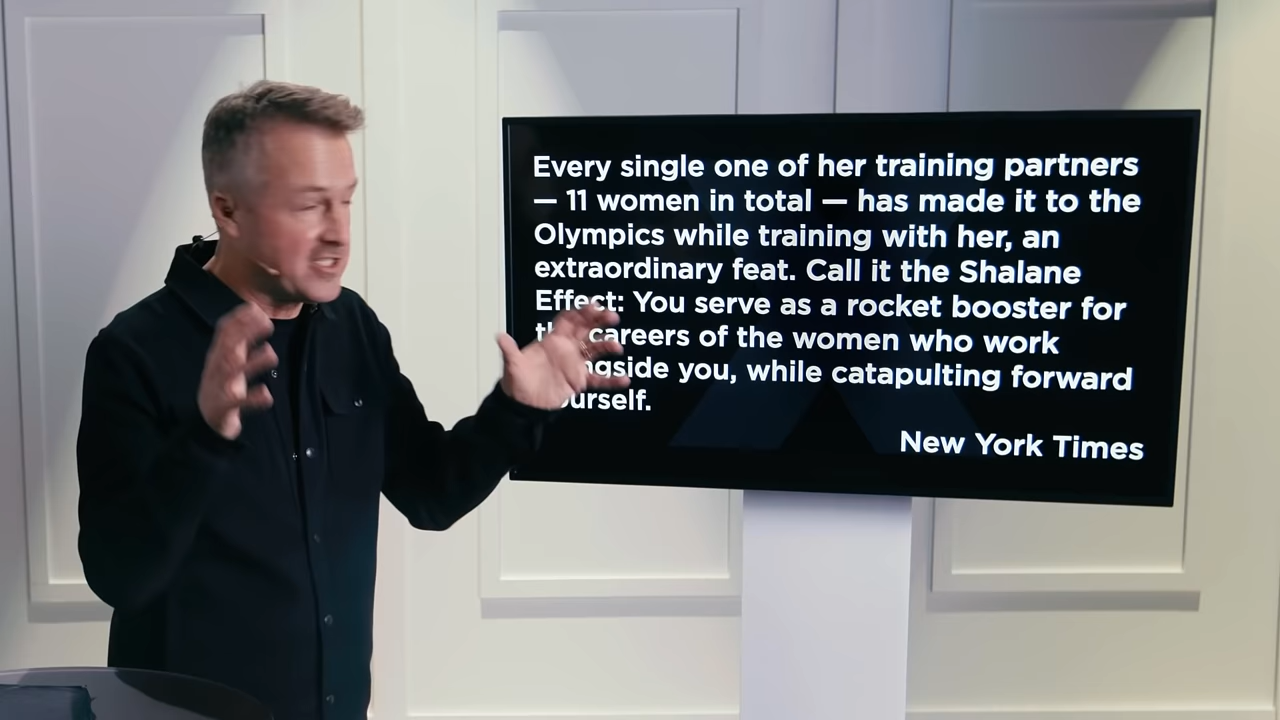 Every single one of her training partners
— 11 women in total — has made it to the
Olympics while training with her, an
extraordinary feat. Call it the Shalane
Effect: You serve as a rocket booster for
careers of the women who work
you, while catapulting forward
New York Times